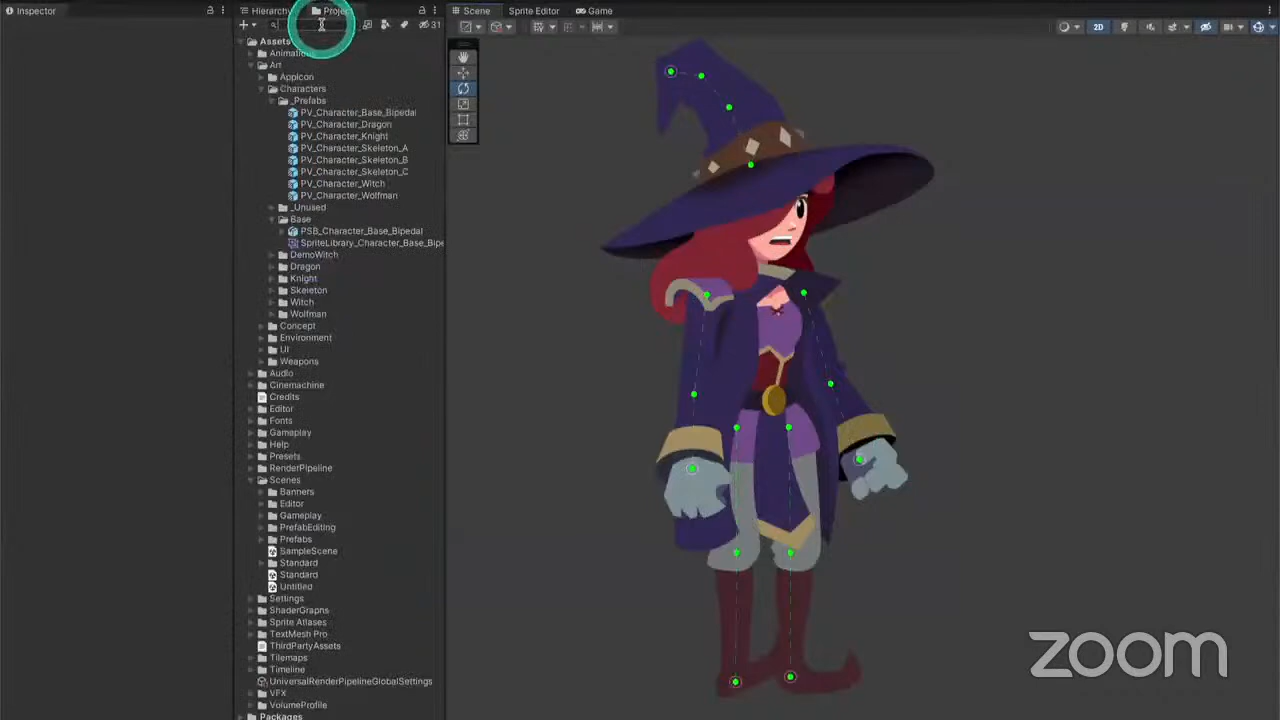 Inspector
Hierarchy
Project
Scene
Sprite Editor
Game
31
2D
Assets
Art
AppIcon
Characters
_Prefabs
PV_Character_Base_Bipedal
PV_Character_Dragon
PV_Character_Knight
PV_Character_Skeleton_A
PV_Character_Skeleton_B
PV_Character_Skeleton_C
PV_Character_Witch
PV_Character_Wolfman
_Unused
Base
PSB_Character_Base_Bipedal
SpriteLibrary_Character_Base_Bipe
DemoWitch
Dragon
Knight
Skeleton
Witch
Wolfman
Concept
Environment
UI
Weapons
Audio
Cinemachine
Credits
Editor
Fonts
Gameplay
Help
Presets
RenderPipeline
Scenes
Banners
Editor
Gameplay
PrefabEditing
Prefabs
SampleScene
Standard
Standard
Untitled
Settings
ShaderGraphs
Sprite Atlases
TextMesh Pro
ThirdPartyAssets
Tilemaps
Timeline
UniversalRenderPipelineGlobalSettings
VFX
VolumeProfile
Packages
zoom